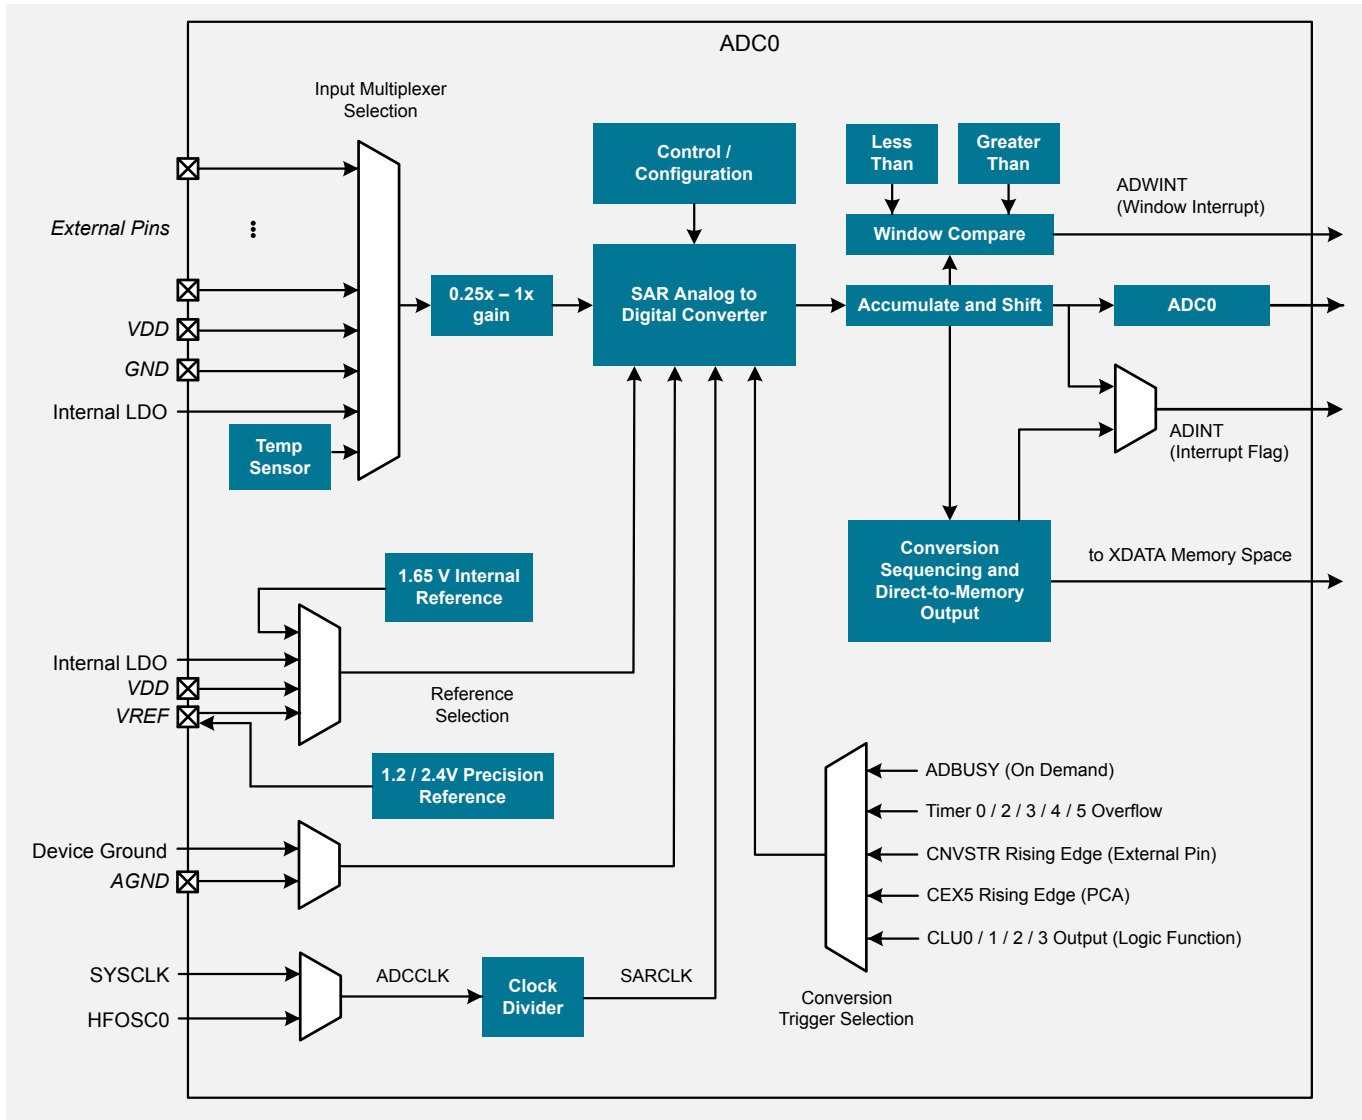 ADC0
Input Multiplexer
Selection
External Pins
VDD
GND
Internal LDO
Temp
Sensor
0.25x – 1x
gain
Control /
Configuration
SAR Analog to
Digital Converter
Less
Than
Greater
Than
Window Compare
ADWINT
(Window Interrupt)
Accumulate and Shift
ADC0
ADINT
(Interrupt Flag)
Conversion
Sequencing and
Direct-to-Memory
Output
to XDATA Memory Space
1.65 V Internal
Reference
Internal LDO
VDD
VREF
Reference
Selection
1.2 / 2.4V Precision
Reference
Device Ground
AGND
SYSCLK
HFOSC0
ADCCLK
Clock
Divider
SARCLK
ADBUSY (On Demand)
Timer 0 / 2 / 3 / 4 / 5 Overflow
CNVSTR Rising Edge (External Pin)
CEX5 Rising Edge (PCA)
CLU0 / 1 / 2 / 3 Output (Logic Function)
Conversion
Trigger Selection